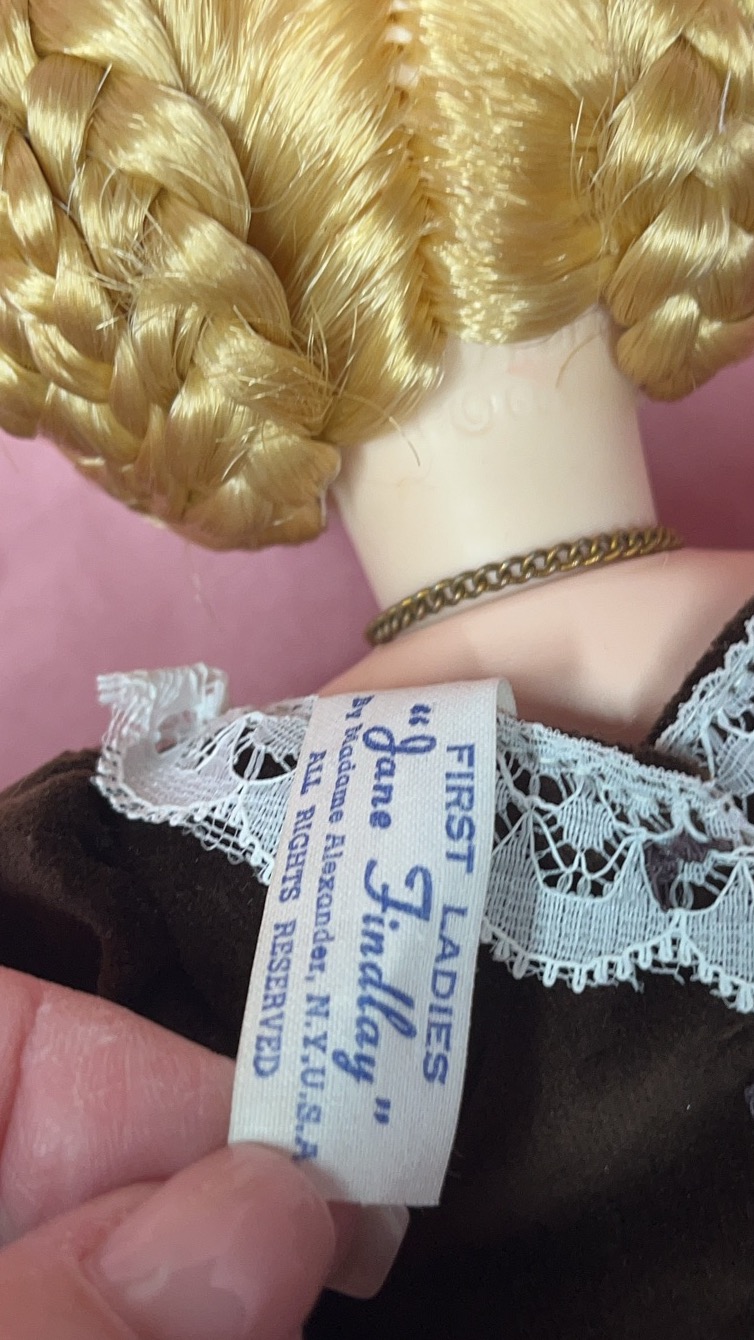 FIRST LADIES
"Jane Findlay"
By Madame Alexander, N.Y.U.S.A
ALL RIGHTS RESERVED